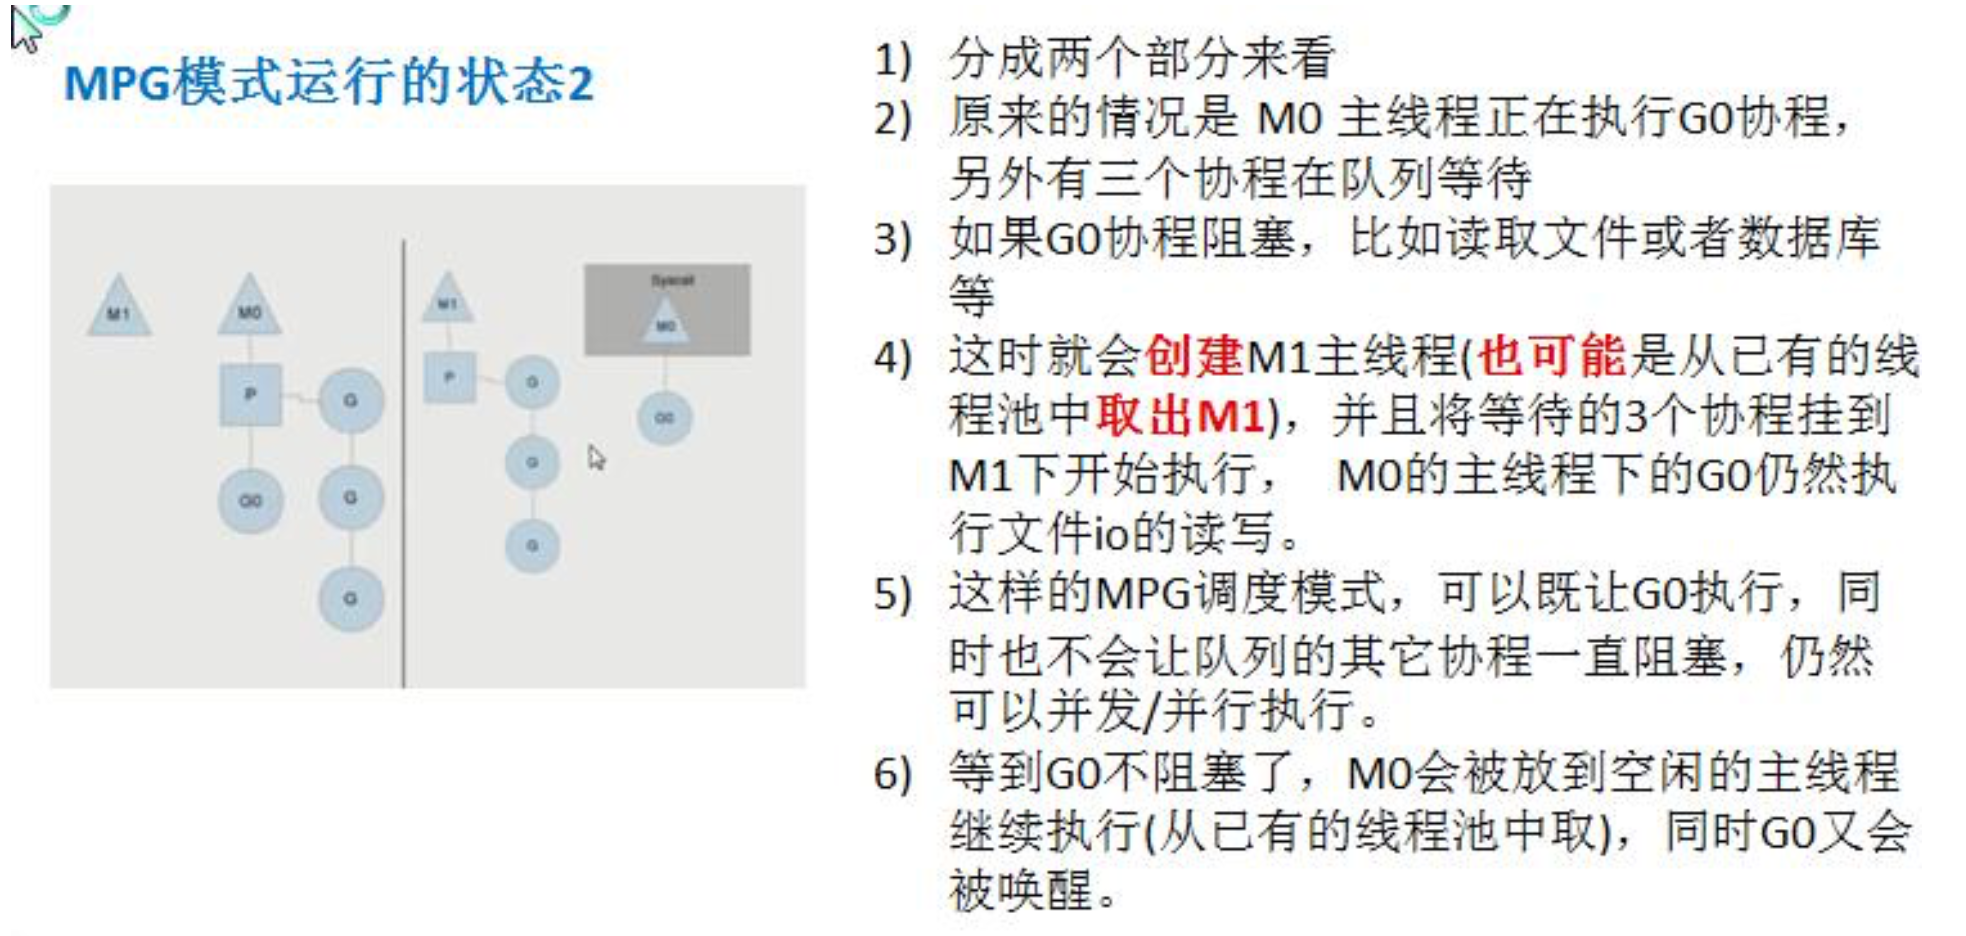 MPG模式运行的状态2
M1
M0
P
G
G0
G
G
M1
P
G
G
G
Syscall
M0
G0
1) 分成两个部分来看
2) 原来的情况是 M0 主线程正在执行G0协程，
另外有三个协程在队列等待
3) 如果G0协程阻塞，比如读取文件或者数据库
等
4) 这时就会创建M1主线程(也可能是从已有的线
程池中取出M1)，并且将等待的3个协程挂到
M1下开始执行， M0的主线程下的G0仍然执
行文件io的读写。
5) 这样的MPG调度模式，可以既让G0执行，同
时也不会让队列的其它协程一直阻塞，仍然
可以并发/并行执行。
6) 等到G0不阻塞了，M0会被放到空闲的主线程
继续执行(从已有的线程池中取)，同时G0又会
被唤醒。